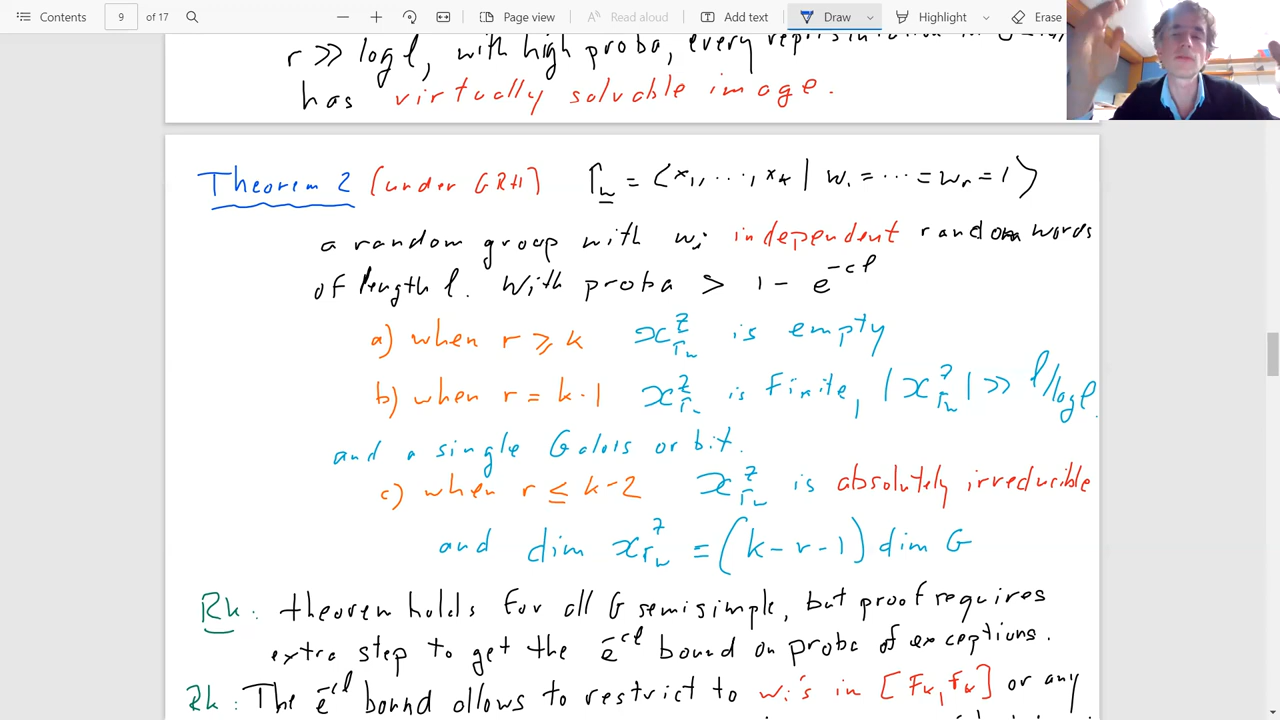 Contents 9 of 17 Page view Read aloud Add text Draw Highlight Erase
r ≫ log l, with high proba, every
has virtually solvable image.
Theorem 2 (under GRH) Γ_w = ⟨x_1, ..., x_k | w_1 = ... = w_r = 1⟩
a random group with w_i independent random words
of length l. With proba > 1 - e^{-cl}
a) when r ≥ k X^Z_{Γ_w} is empty
b) when r = k-1 X^Z_{Γ_w} is finite, |X^Z_{Γ_w}| ≫ l/log l.
and a single Galois orbit.
c) when r ≤ k-2 X^Z_{Γ_w} is absolutely irreducible
and dim X^Z_{Γ_w} = (k-r-1) dim G
Rk: theorem holds for all G semisimple, but proof requires
extra step to get the e^{-cl} bound on proba of exceptions.
Rk: The e^{-cl} bound allows to restrict to w_i's in [F_k, F_k] or any